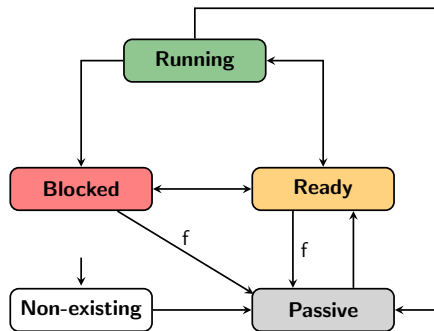 Running
Blocked
Ready
f
f
Non-existing
Passive